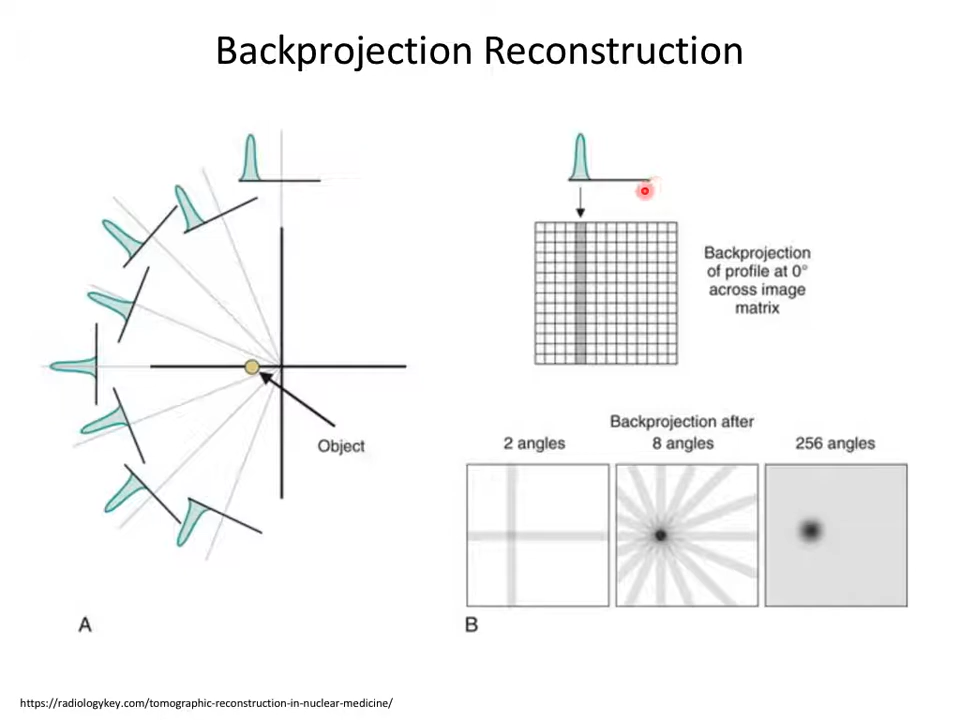 Backprojection Reconstruction
Object
A
Backprojection
of profile at 0°
across image
matrix
Backprojection after
2 angles 8 angles 256 angles
B
https://radiologykey.com/tomographic-reconstruction-in-nuclear-medicine/